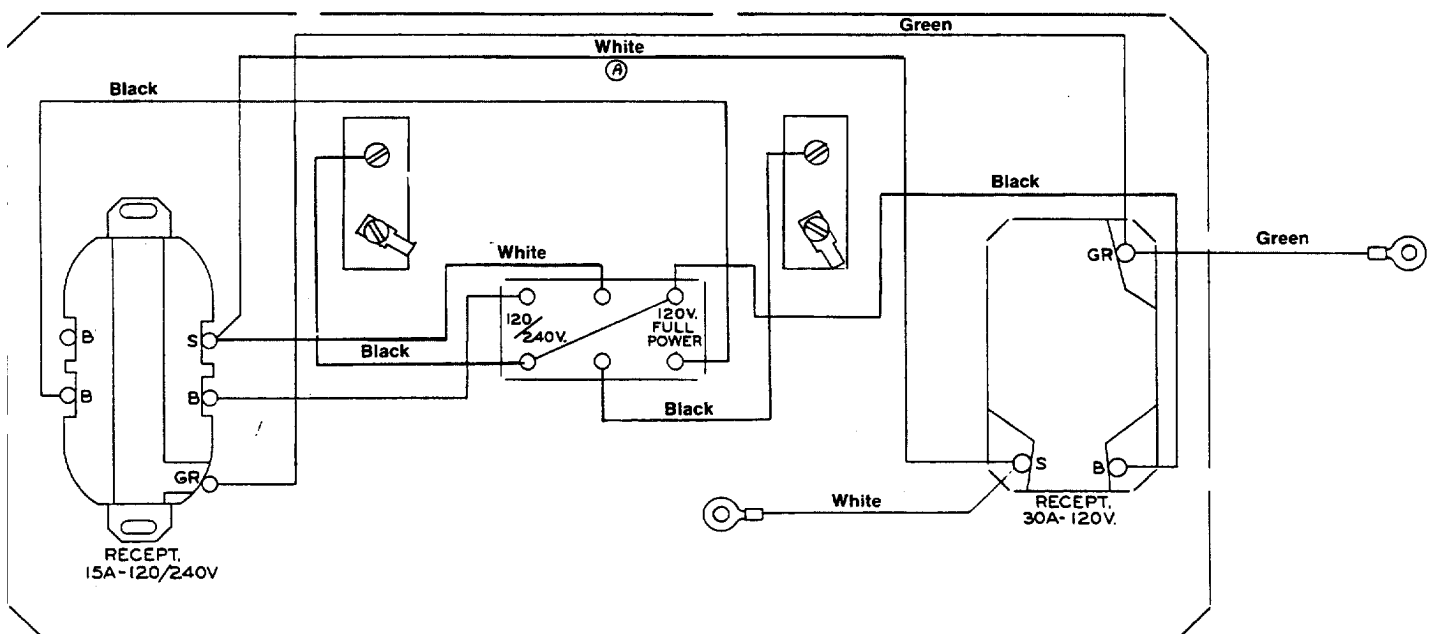 Green
White
A
Black
Black
White
Green
GR
120/240V.
120V.
FULL
POWER
B
S
Black
B
B
Black
GR
S
B
White
RECEPT.
30A-120V.
RECEPT.
15A-120/240V